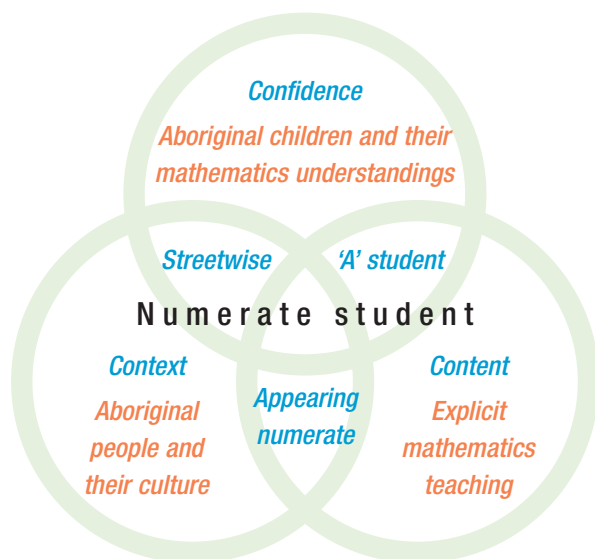 Confidence
Aboriginal children and their
mathematics understandings
Streetwise
‘A’ student
Numerate student
Context
Aboriginal
people and
their culture
Appearing
numerate
Content
Explicit
mathematics
teaching